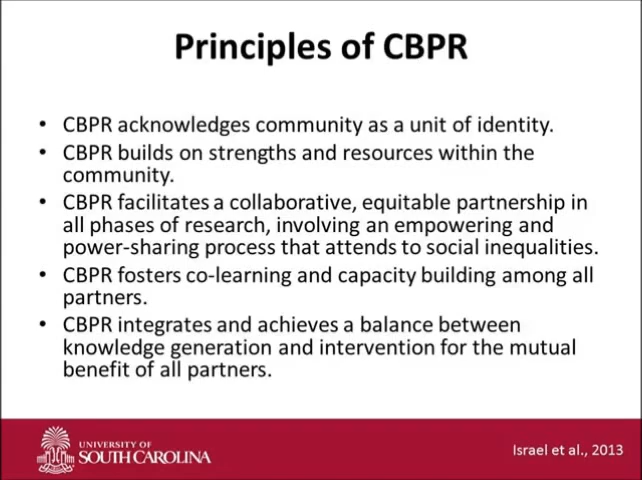 Principles of CBPR
• CBPR acknowledges community as a unit of identity.
• CBPR builds on strengths and resources within the
community.
• CBPR facilitates a collaborative, equitable partnership in
all phases of research, involving an empowering and
power-sharing process that attends to social inequalities.
• CBPR fosters co-learning and capacity building among all
partners.
• CBPR integrates and achieves a balance between
knowledge generation and intervention for the mutual
benefit of all partners.
UNIVERSITY OF
SOUTH CAROLINA
Israel et al., 2013